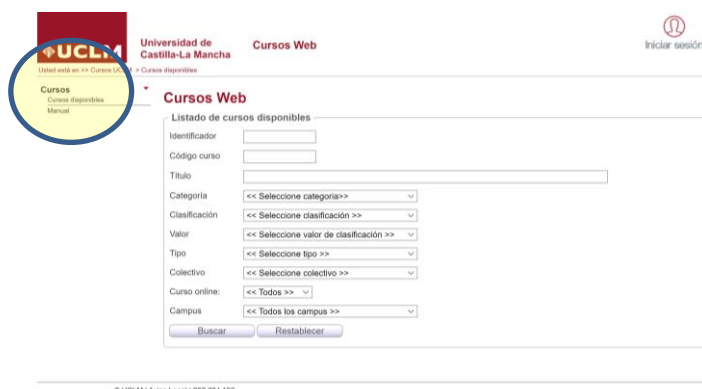 UCLM
Universidad de
Castilla-La Mancha
Cursos Web
Iniciar sesión
Usted está en >> Cursos UCLM > Cursos disponibles
Cursos
Cursos disponibles
Manual
Cursos Web
Listado de cursos disponibles
Identificador
Código curso
Título
Categoría << Seleccione categoria>>
Clasificación << Seleccione clasificación >>
Valor << Seleccione valor de clasificación >>
Tipo << Seleccione tipo >>
Colectivo << Seleccione colectivo >>
Curso online: << Todos >>
Campus << Todos los campus >>
Buscar Restablecer